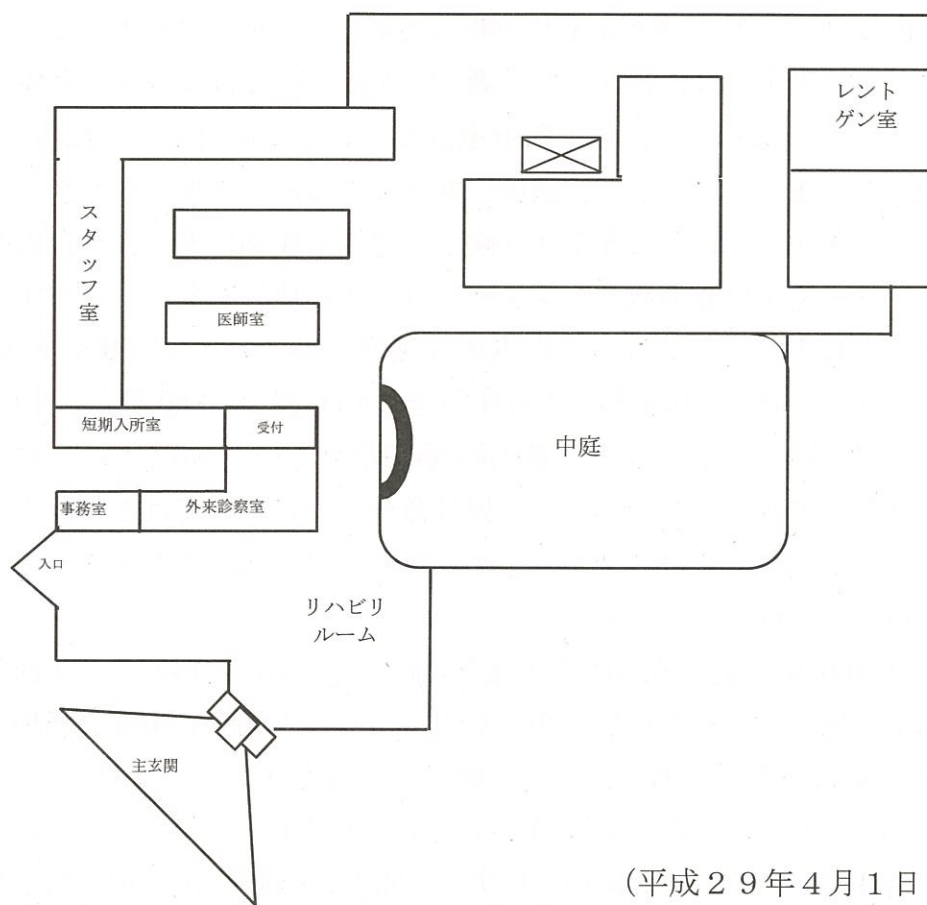 レント
ゲン室
スタッフ室
医師室
短期入所室
受付
中庭
事務室
外来診察室
入口
リハビリ
ルーム
主玄関
(平成29年4月1日